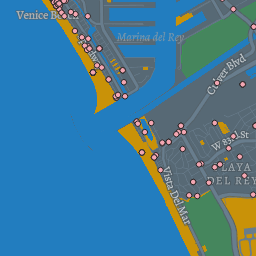 Venice Beach
Marina del Rey
Culver Blvd
W 83rd St
PLAYA
DEL REY
Vista Del Mar